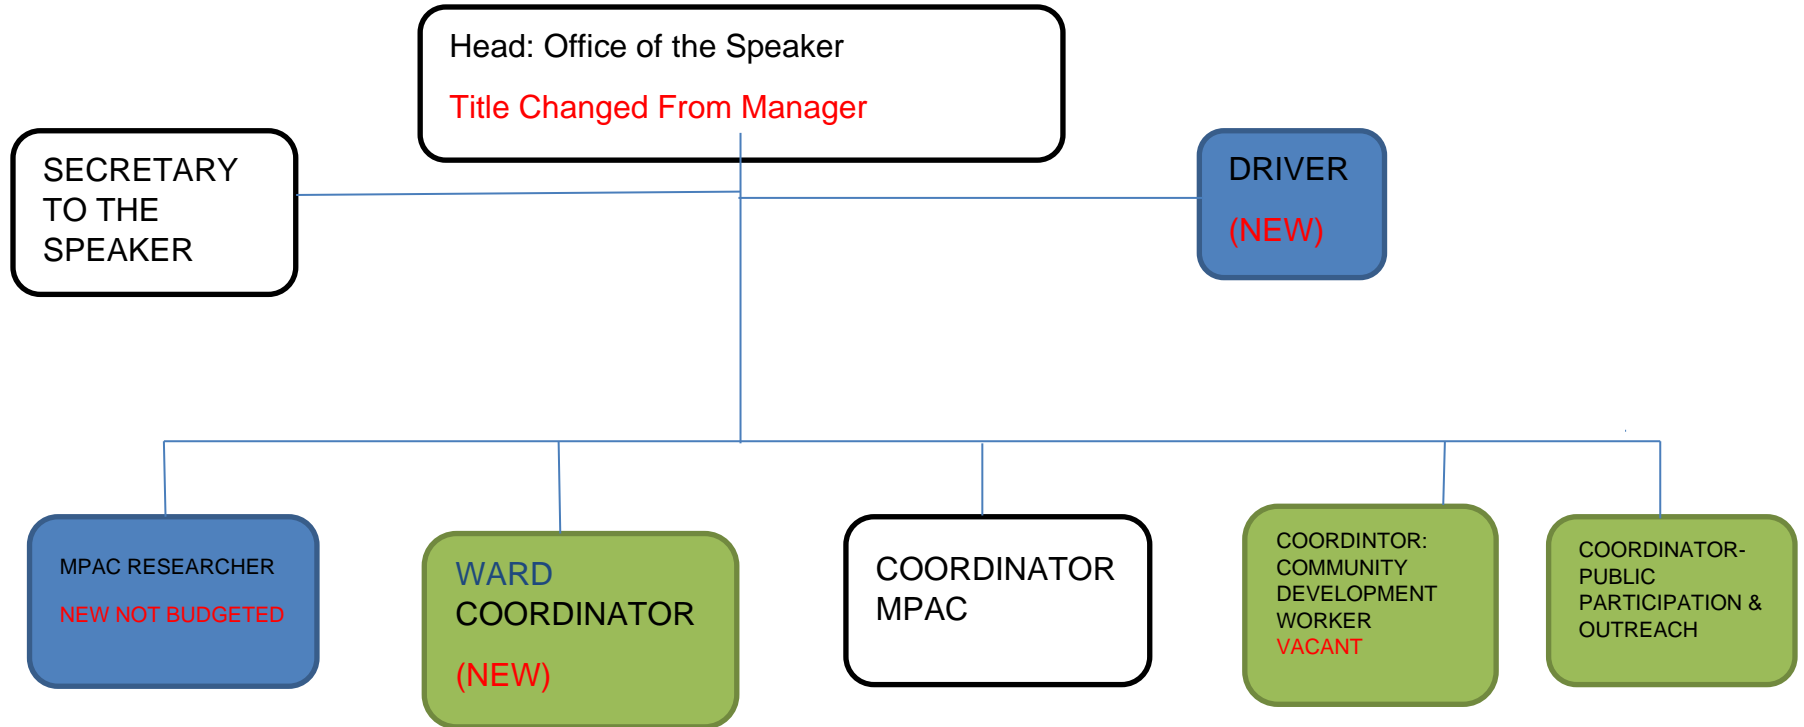 Head: Office of the Speaker
Title Changed From Manager
SECRETARY
TO THE
SPEAKER
DRIVER
(NEW)
MPAC RESEARCHER
NEW NOT BUDGETED
WARD
COORDINATOR
(NEW)
COORDINATOR
MPAC
COORDINTOR:
COMMUNITY
DEVELOPMENT
WORKER
VACANT
COORDINATOR-
PUBLIC
PARTICIPATION &
OUTREACH